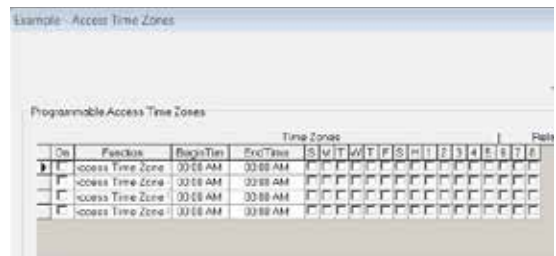 Example - Access Time Zones
Programmable Access Time Zones
Time Zones
On Function BeginTim EndTime S M T W T F S H 1 2 3 4 5 6 7 8
ccess Time Zone 00:00 AM 00:00 AM
ccess Time Zone 00:00 AM 00:00 AM
ccess Time Zone 00:00 AM 00:00 AM
ccess Time Zone 00:00 AM 00:00 AM